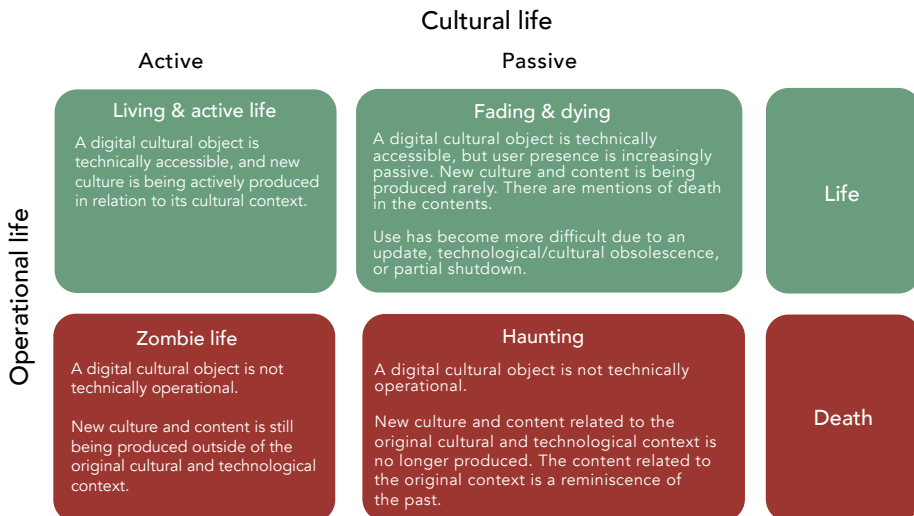 Cultural life
Active
Passive
Operational life
Living & active life
A digital cultural object is
technically accessible, and new
culture is being actively produced
in relation to its cultural context.
Fading & dying
A digital cultural object is technically
accessible, but user presence is increasingly
passive. New culture and content is being
produced rarely. There are mentions of death
in the contents.
Use has become more difficult due to an
update, technological/cultural obsolescence,
or partial shutdown.
Life
Zombie life
A digital cultural object is not
technically operational.
New culture and content is still
being produced outside of the
original cultural and technological
context.
Haunting
A digital cultural object is not technically
operational.
New culture and content related to the
original cultural and technological context is
no longer produced. The content related to
the original context is a reminiscence of
the past.
Death